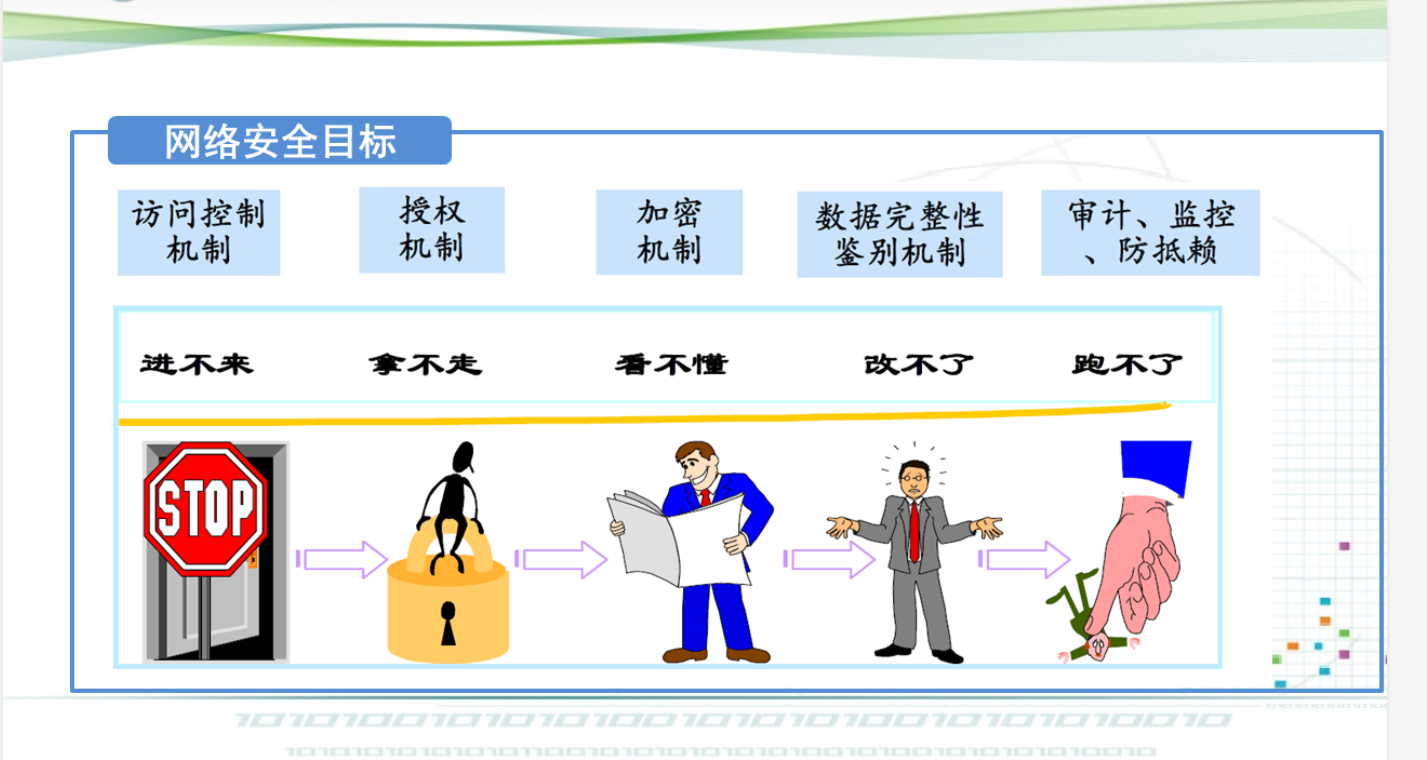 网络安全目标
访问控制
机制
授权
机制
加密
机制
数据完整性
鉴别机制
审计、监控
、防抵赖
进不来 拿不走 看不懂 改不了 跑不了
STOP